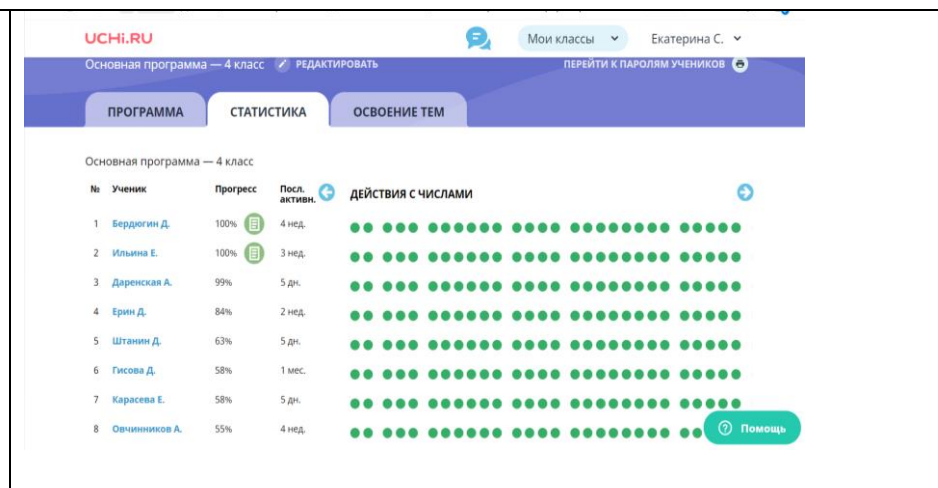 UCHi.RU
Мои классы
Екатерина С.
Основная программа — 4 класс
РЕДАКТИРОВАТЬ
ПЕРЕЙТИ К ПАРОЛЯМ УЧЕНИКОВ
ПРОГРАММА
СТАТИСТИКА
ОСВОЕНИЕ ТЕМ
Основная программа — 4 класс
№ Ученик Прогресс Посл. активн. ДЕЙСТВИЯ С ЧИСЛАМИ
1 Бердюгин Д. 100% 4 нед.
2 Ильина Е. 100% 3 нед.
3 Даренская А. 99% 5 дн.
4 Ерин Д. 84% 2 нед.
5 Штанин Д. 63% 5 дн.
6 Гисова Д. 58% 1 мес.
7 Карасева Е. 58% 5 дн.
8 Овчинников А. 55% 4 нед.
Помощь